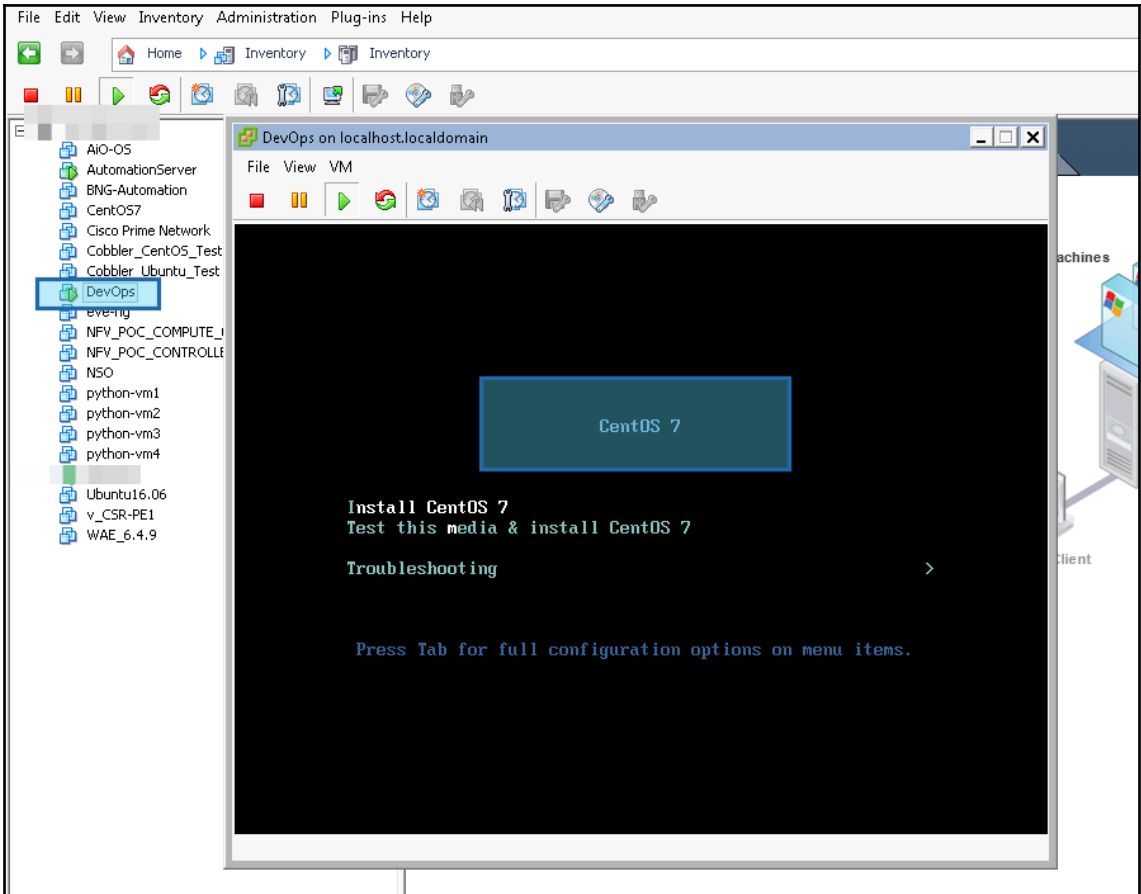 File Edit View Inventory Administration Plug-ins Help
Home Inventory Inventory
AiO-OS
AutomationServer
BNG-Automation
CentOS7
Cisco Prime Network
Cobbler_CentOS_Test
Cobbler_Ubuntu_Test
DevOps
eve-ng
NFV_POC_COMPUTE_
NFV_POC_CONTROLLE
NSO
python-vm1
python-vm2
python-vm3
python-vm4
Ubuntu16.06
v_CSR-PE1
WAE_6.4.9
DevOps on localhost.localdomain
File View VM
CentOS 7
Install CentOS 7
Test this media & install CentOS 7
Troubleshooting >
Press Tab for full configuration options on menu items.
achines
Client